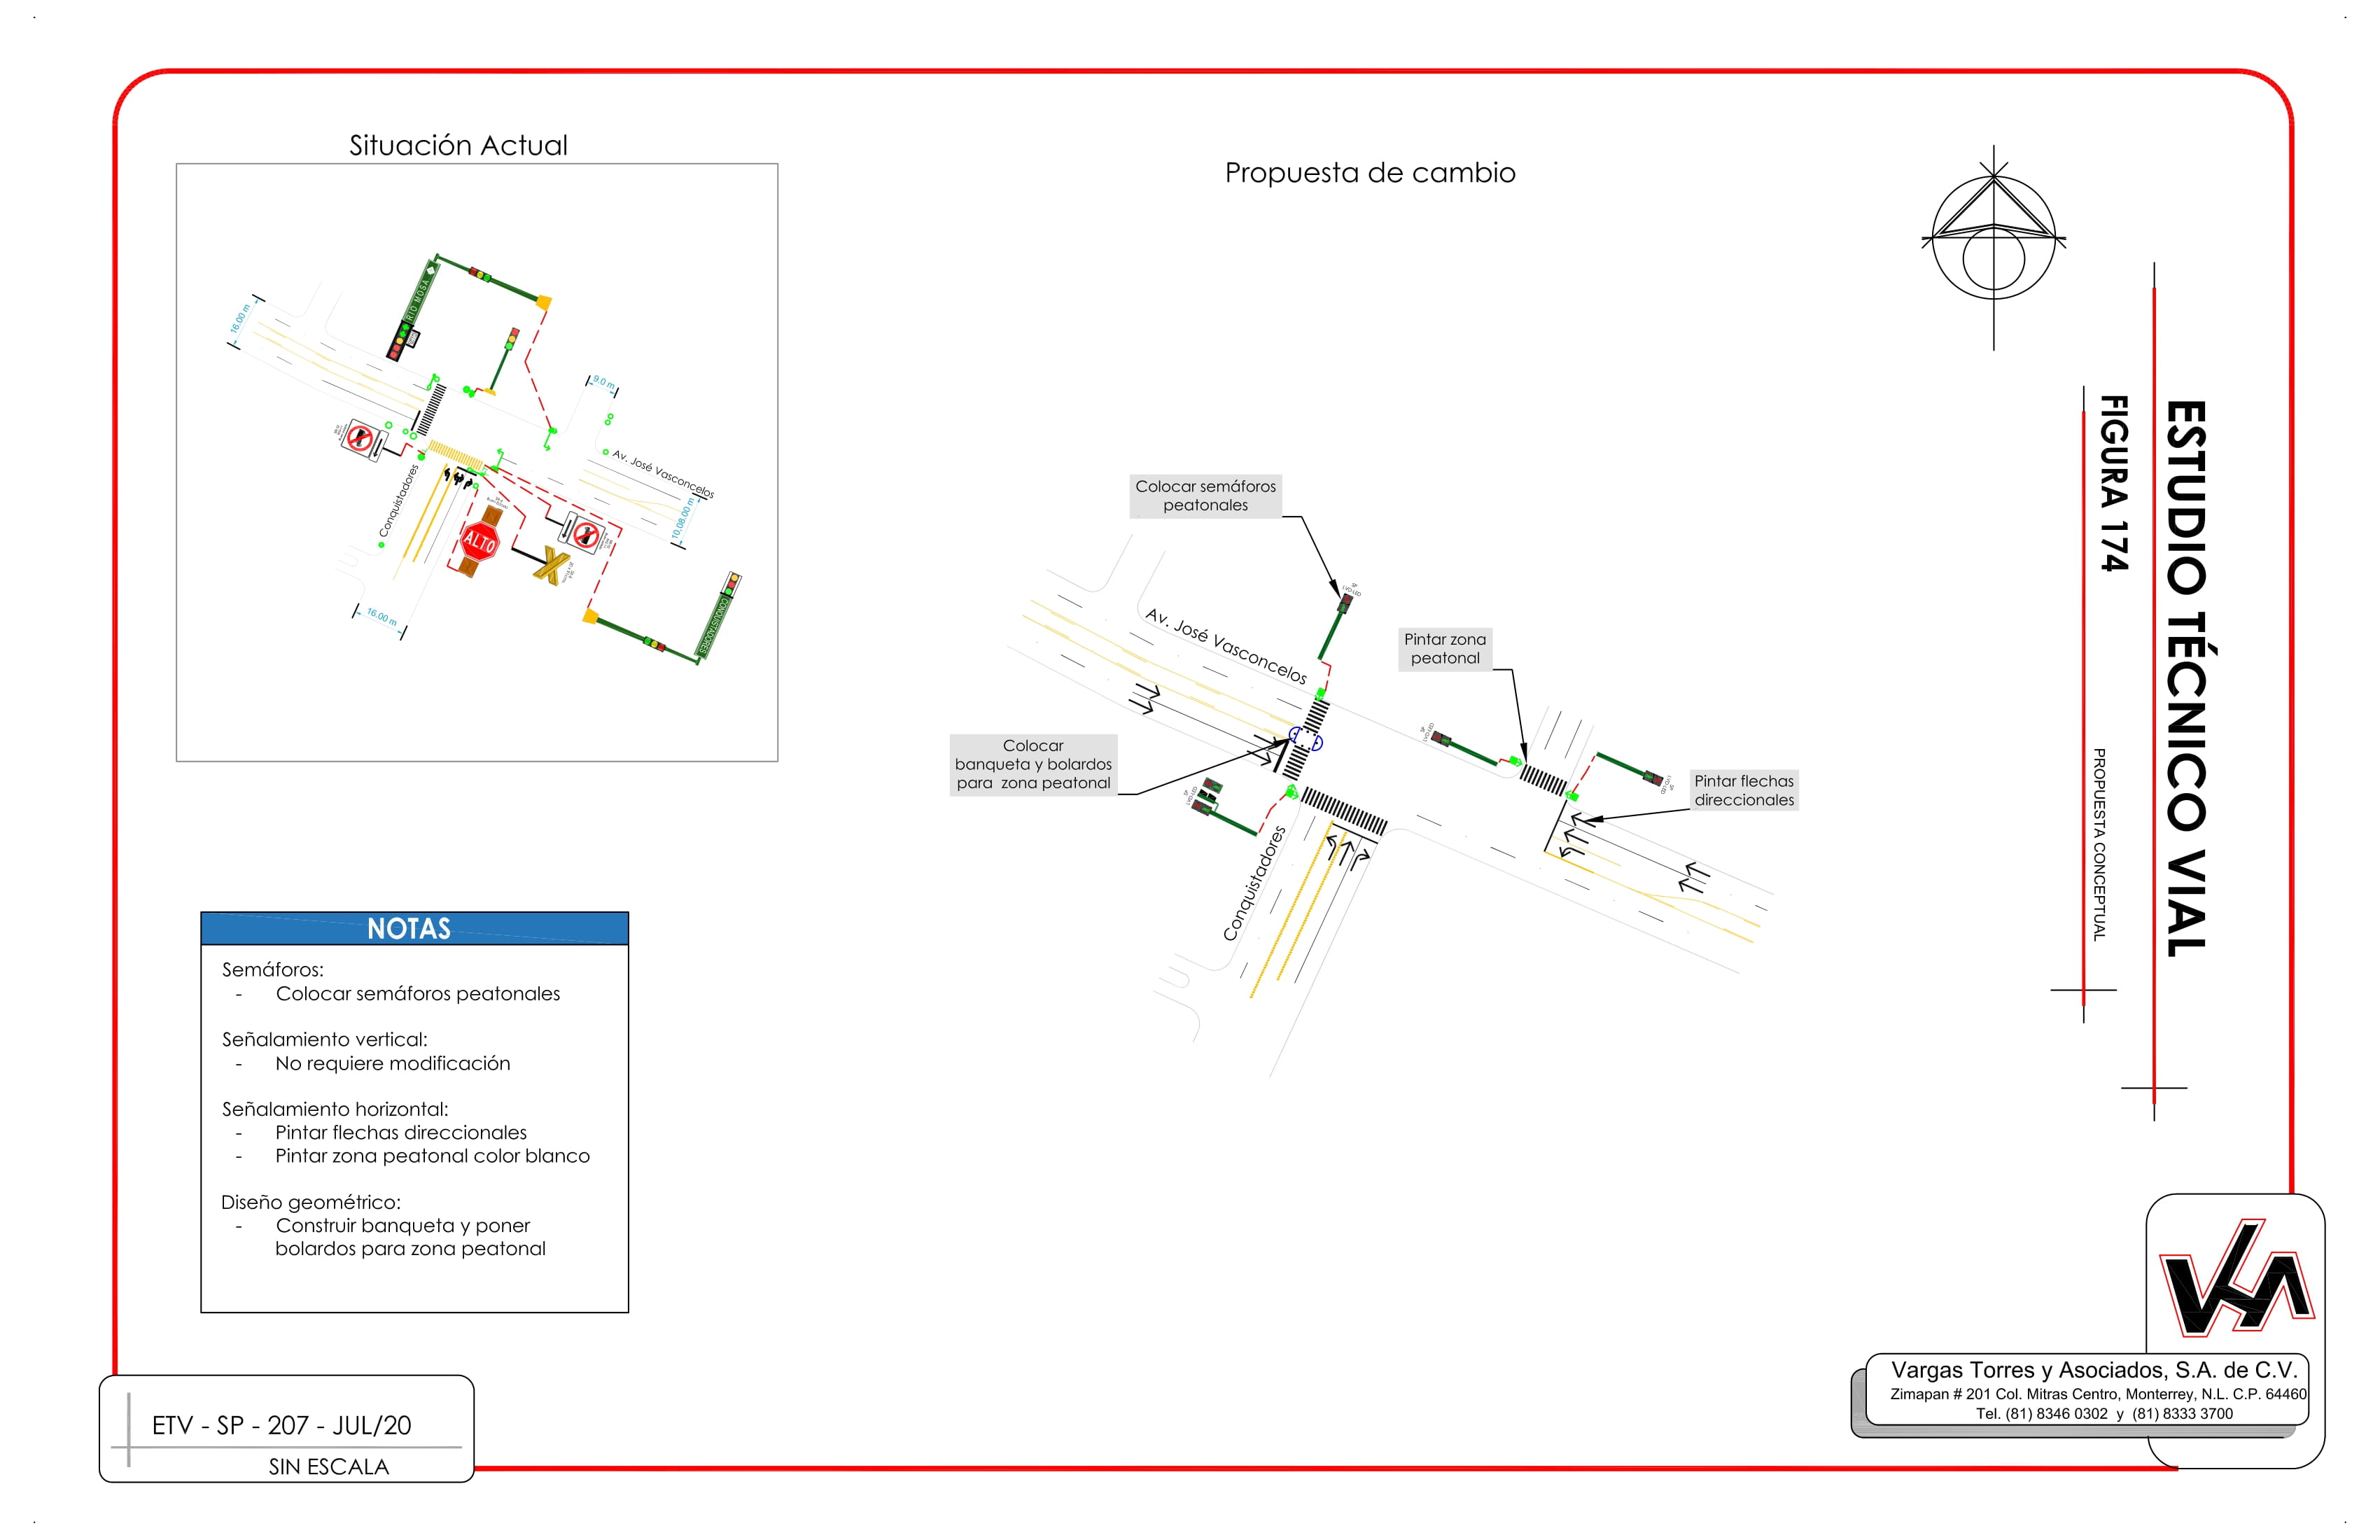 Situación Actual
16.00 m
RIO MOSA
9.0 m
Av. José Vasconcelos
10.08.00 m
Conquistadores
ALTO
16.00 m
CONQUISTADORES
Propuesta de cambio
Colocar semáforos
peatonales
Av. José Vasconcelos
Pintar zona
peatonal
Colocar
banqueta y bolardos
para zona peatonal
Pintar flechas
direccionales
Conquistadores
NOTAS
Semáforos:
- Colocar semáforos peatonales
Señalamiento vertical:
- No requiere modificación
Señalamiento horizontal:
- Pintar flechas direccionales
- Pintar zona peatonal color blanco
Diseño geométrico:
- Construir banqueta y poner
bolardos para zona peatonal
ESTUDIO TÉCNICO VIAL
FIGURA 174
PROPUESTA CONCEPTUAL
ETV - SP - 207 - JUL/20
SIN ESCALA
Vargas Torres y Asociados, S.A. de C.V.
Zimapan # 201 Col. Mitras Centro, Monterrey, N.L. C.P. 64460
Tel. (81) 8346 0302 y (81) 8333 3700